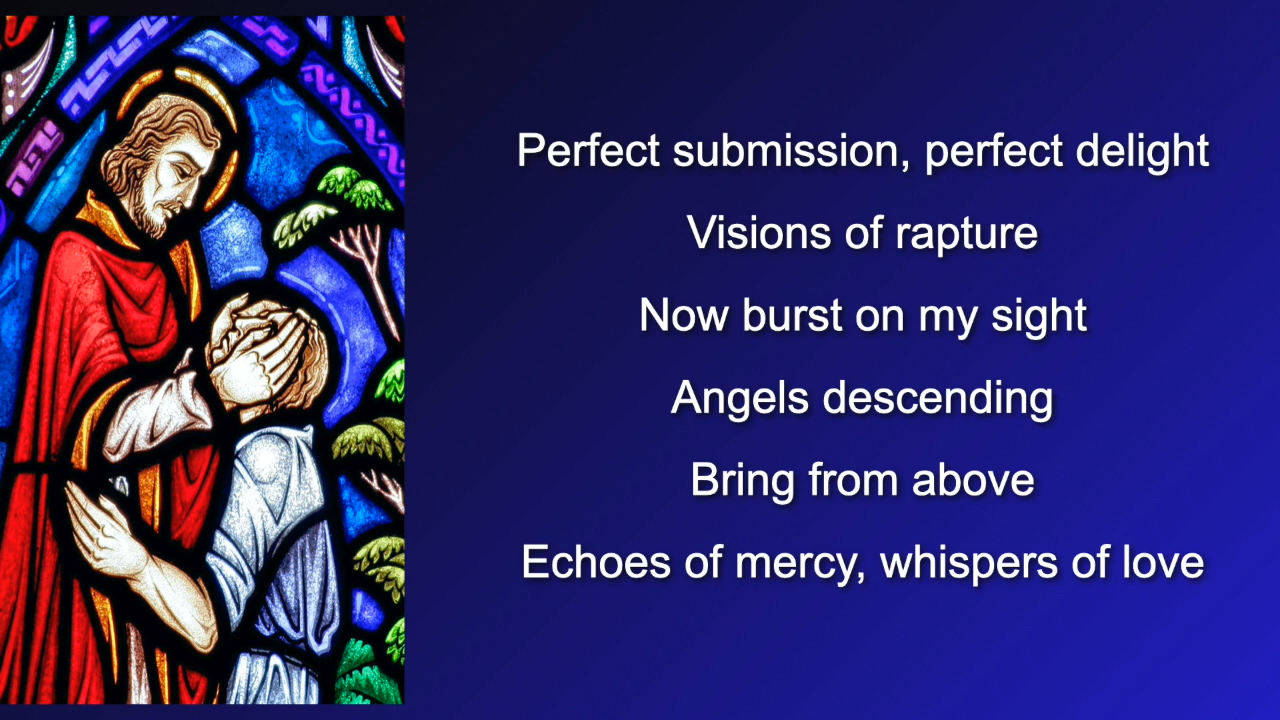 Perfect submission, perfect delight
Visions of rapture
Now burst on my sight
Angels descending
Bring from above
Echoes of mercy, whispers of love